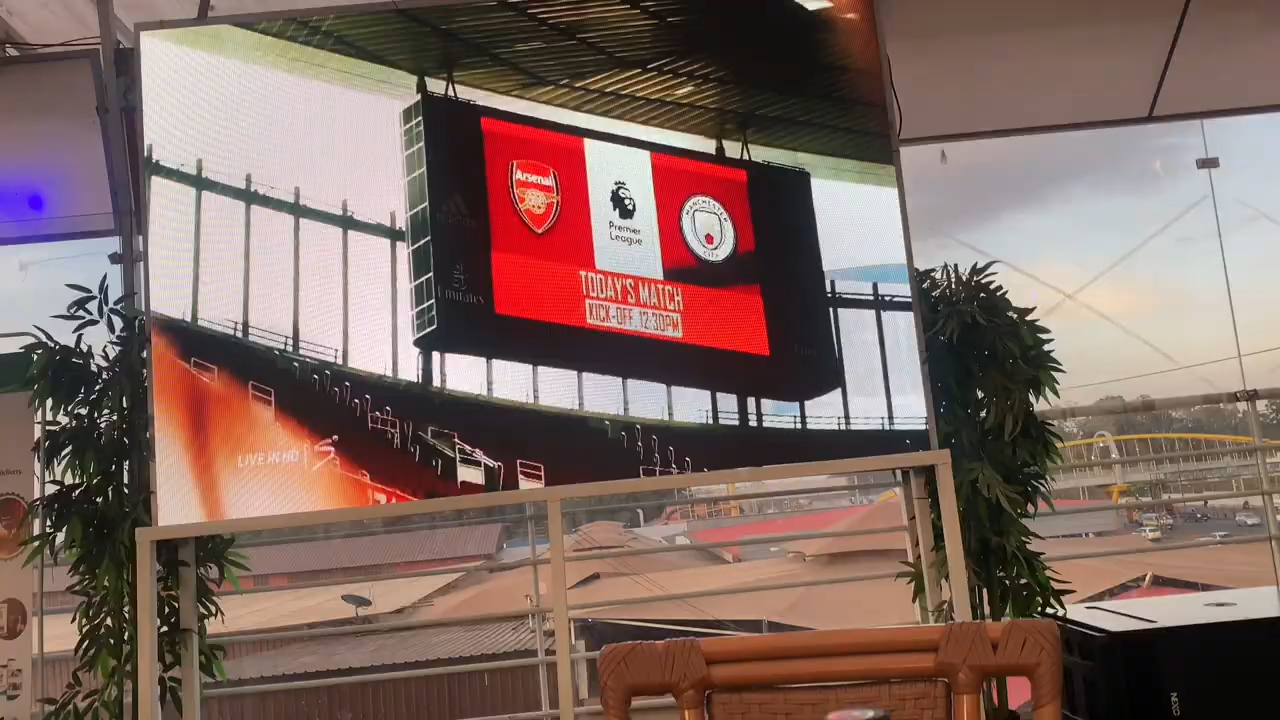 Arsenal
Premier
League
MANCHESTER
CITY
TODAY'S MATCH
KICK-OFF 12:30PM
Emirates
LIVE IN HD